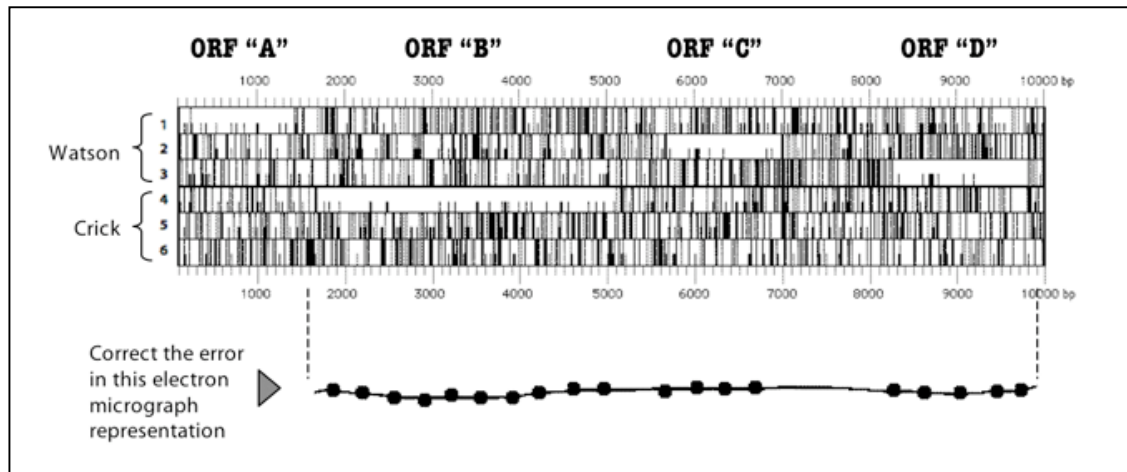 ORF “A” ORF “B” ORF “C” ORF “D”
1000 2000 3000 4000 5000 6000 7000 8000 9000 10000 bp
Watson
1
2
3
Crick
4
5
6
1000 2000 3000 4000 5000 6000 7000 8000 9000 10000 bp
Correct the error
in this electron
micrograph
representation